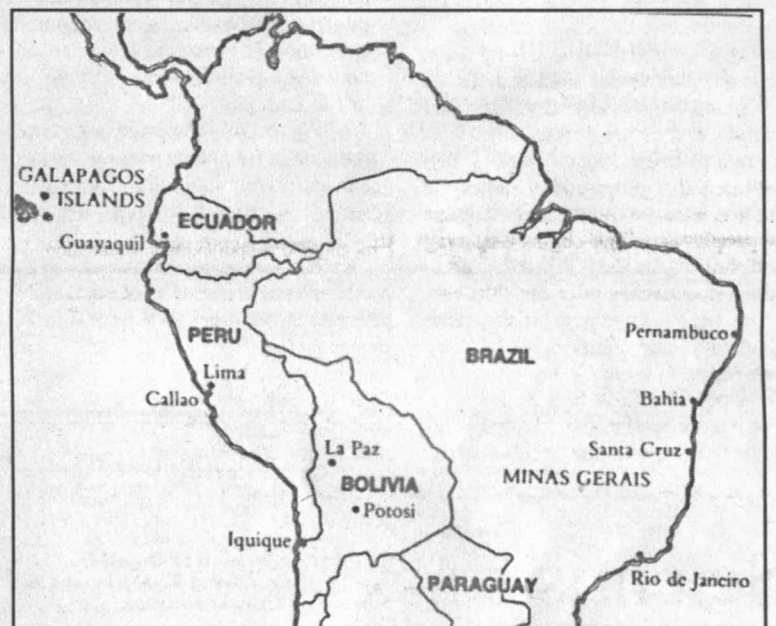 GALAPAGOS
ISLANDS
ECUADOR
Guayaquil
PERU
BRAZIL
Pernambuco
Lima
Callao
Bahia
La Paz
Santa Cruz
BOLIVIA
MINAS GERAIS
Potosi
Iquique
PARAGUAY
Rio de Janciro